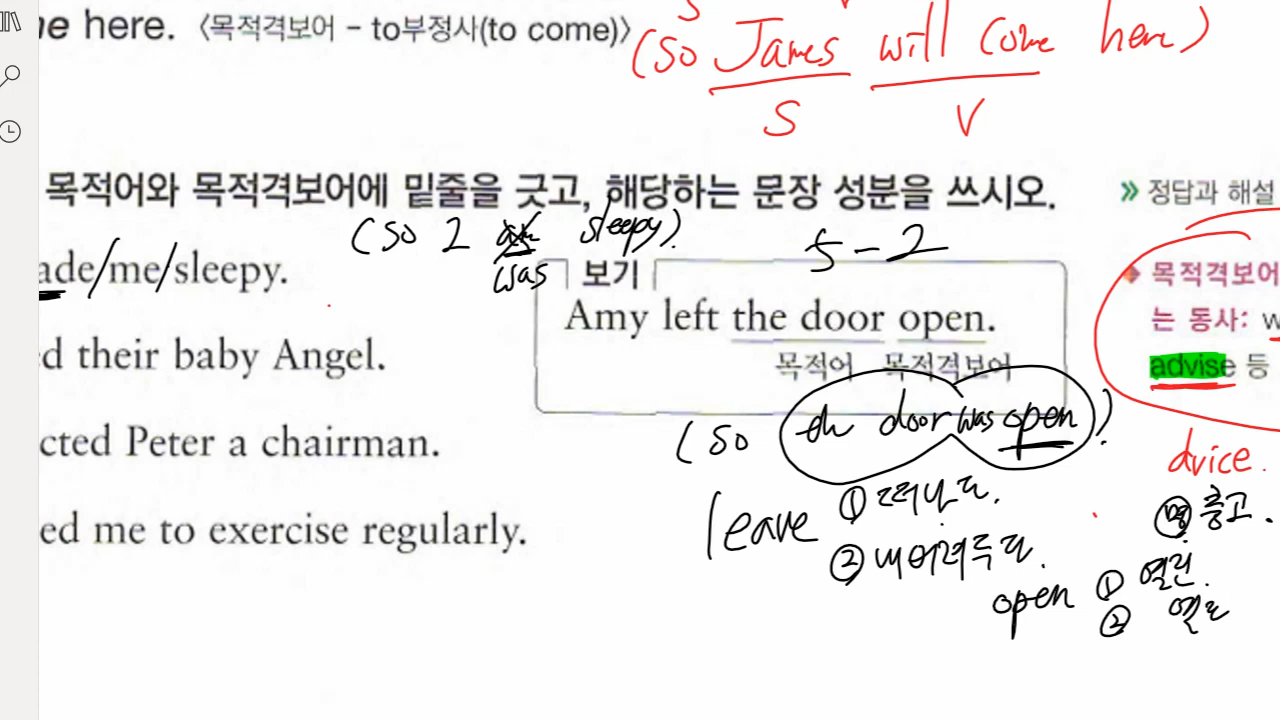 e here. 〈목적격보어 - to부정사(to come)〉
(so James will come here)
S V
목적어와 목적격보어에 밑줄을 긋고, 해당하는 문장 성분을 쓰시오.
» 정답과 해설
(so I was sleepy).
5-2
ade/me/sleepy.
보기
Amy left the door open.
목적어 목적격보어
목적격보어
는 동사: w
advise 등
d their baby Angel.
(so the door was open)
cted Peter a chairman.
dvice.
명 충고.
leave ① 떠나다.
② 내버려두다.
ed me to exercise regularly.
open ① 열린.
②